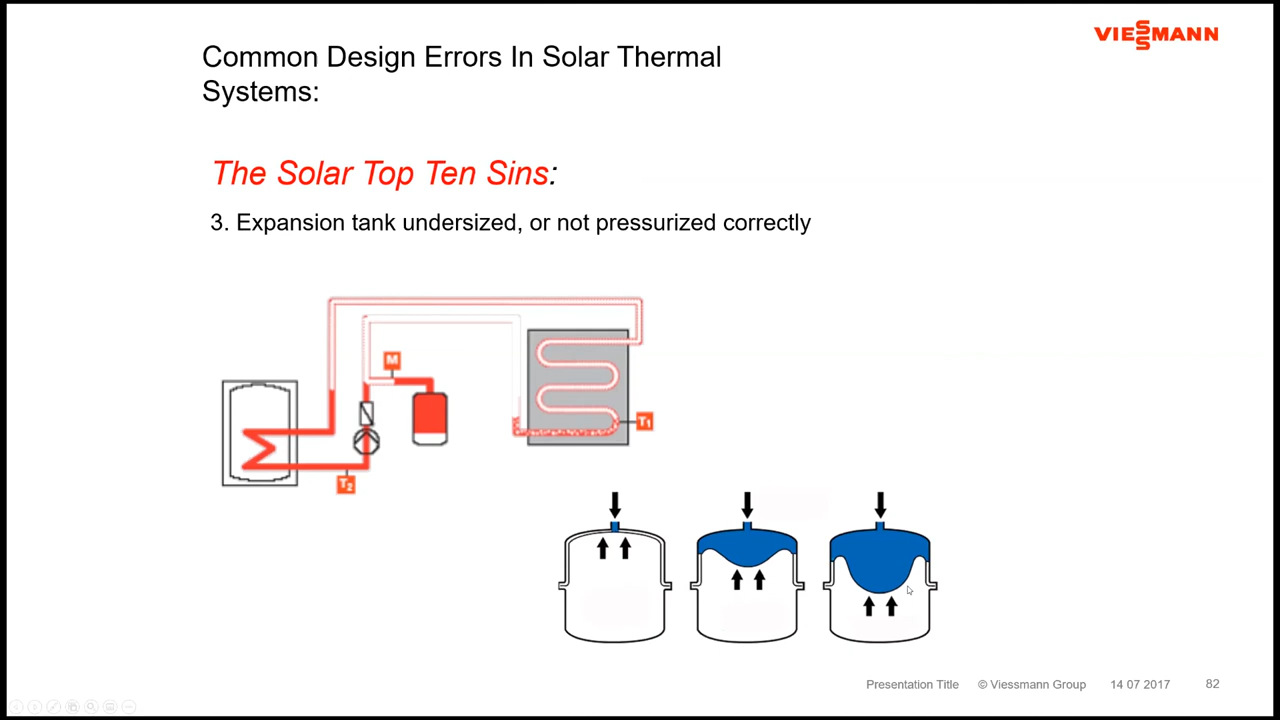 VIESSMANN
Common Design Errors In Solar Thermal
Systems:
The Solar Top Ten Sins:
3. Expansion tank undersized, or not pressurized correctly
M
T1
T2
Presentation Title © Viessmann Group 14 07 2017 82